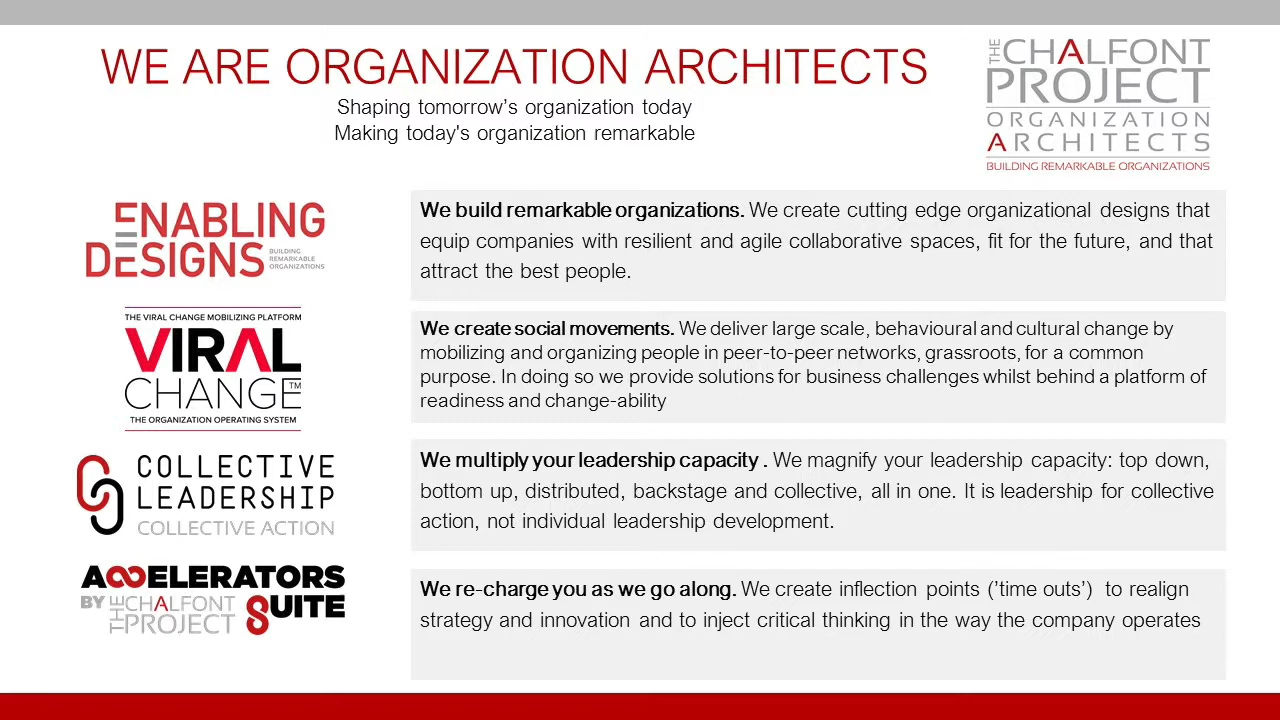 WE ARE ORGANIZATION ARCHITECTS
Shaping tomorrow’s organization today
Making today's organization remarkable
THE CHALFONT
PROJECT
ORGANIZATION
ARCHITECTS
BUILDING REMARKABLE ORGANIZATIONS
ENABLING
DESIGNS
BUILDING
REMARKABLE
ORGANIZATIONS
We build remarkable organizations. We create cutting edge organizational designs that
equip companies with resilient and agile collaborative spaces, fit for the future, and that
attract the best people.
THE VIRAL CHANGE MOBILIZING PLATFORM
VIRAL
CHANGE™
THE ORGANIZATION OPERATING SYSTEM
We create social movements. We deliver large scale, behavioural and cultural change by
mobilizing and organizing people in peer-to-peer networks, grassroots, for a common
purpose. In doing so we provide solutions for business challenges whilst behind a platform of
readiness and change-ability
COLLECTIVE
LEADERSHIP
COLLECTIVE ACTION
We multiply your leadership capacity . We magnify your leadership capacity: top down,
bottom up, distributed, backstage and collective, all in one. It is leadership for collective
action, not individual leadership development.
ACCELERATORS
BY THE CHALFONT PROJECT SUITE
We re-charge you as we go along. We create inflection points (’time outs’) to realign
strategy and innovation and to inject critical thinking in the way the company operates